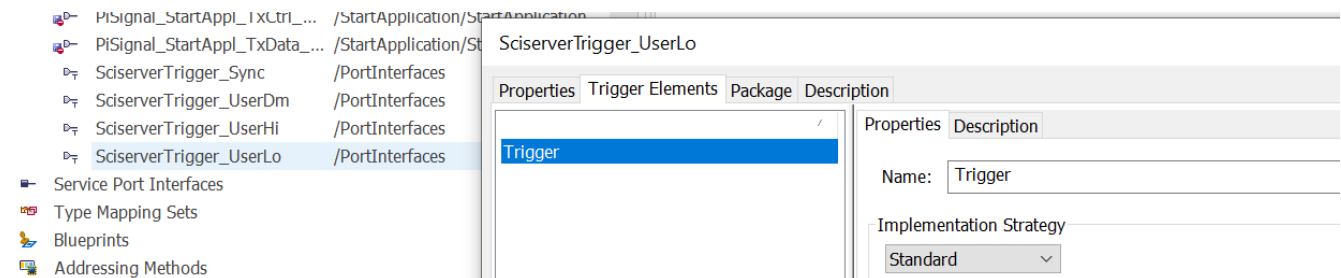 PiSignal_StartAppl_TxCtrl_... /StartApplication/StartApplication
PiSignal_StartAppl_TxData_... /StartApplication/St
SciserverTrigger_Sync /PortInterfaces
SciserverTrigger_UserDm /PortInterfaces
SciserverTrigger_UserHi /PortInterfaces
SciserverTrigger_UserLo /PortInterfaces
Service Port Interfaces
Type Mapping Sets
Blueprints
Addressing Methods
SciserverTrigger_UserLo
Properties Trigger Elements Package Description
Trigger
Properties Description
Name: Trigger
Implementation Strategy
Standard